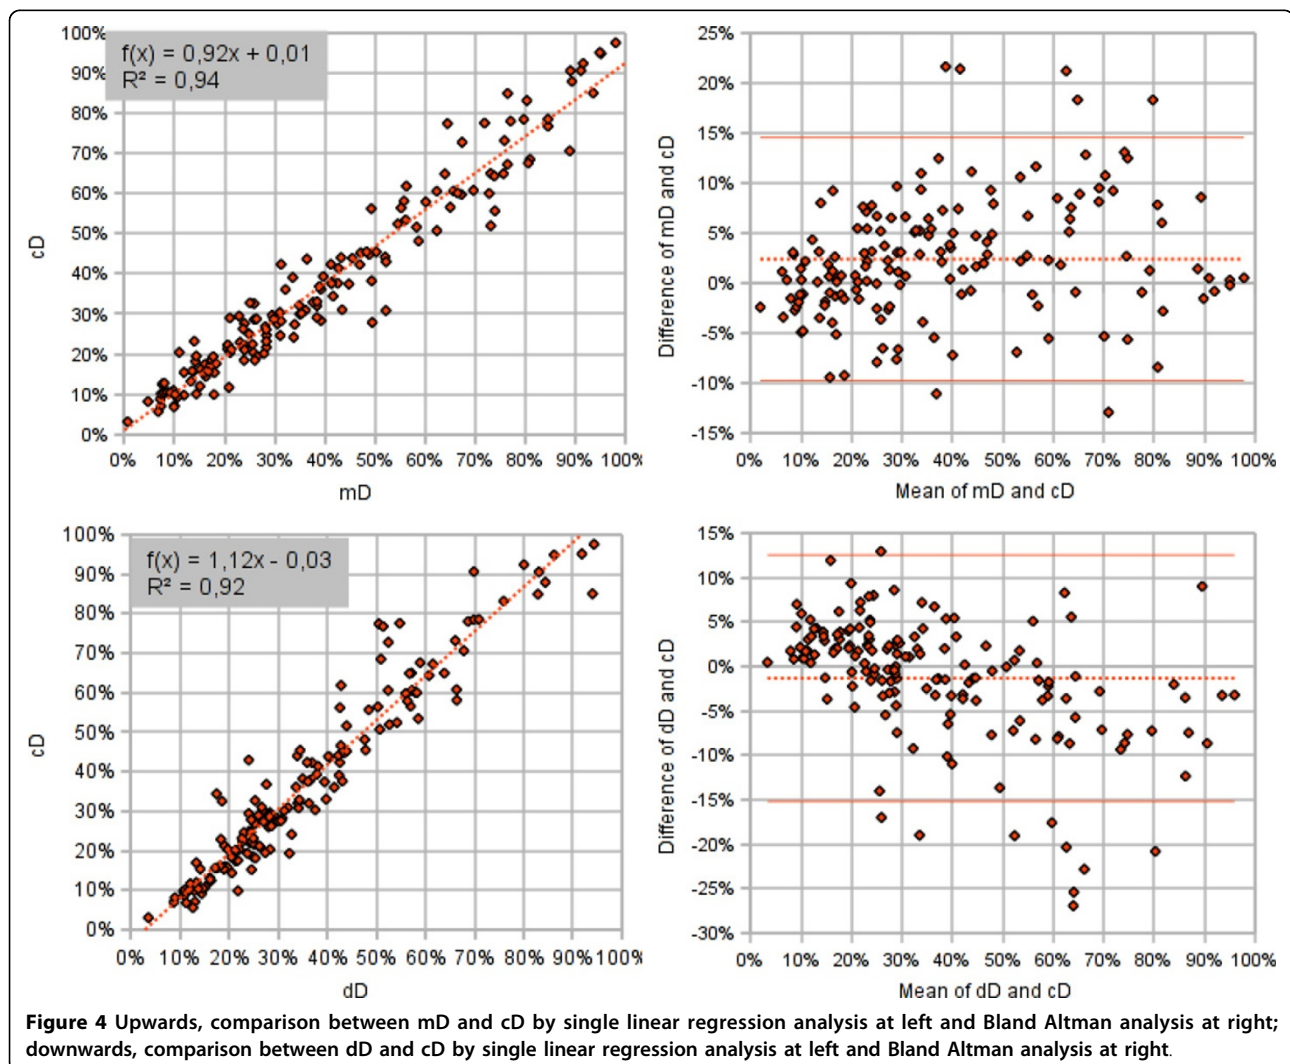 100%
90%
80%
70%
60%
50%
40%
30%
20%
10%
0%
cD
f(x) = 0,92x + 0,01
R² = 0,94
0% 10% 20% 30% 40% 50% 60% 70% 80% 90% 100%
mD
25%
20%
15%
10%
5%
0%
-5%
-10%
-15%
Difference of mD and cD
0% 10% 20% 30% 40% 50% 60% 70% 80% 90% 100%
Mean of mD and cD
100%
90%
80%
70%
60%
50%
40%
30%
20%
10%
0%
cD
f(x) = 1,12x - 0,03
R² = 0,92
0% 10% 20% 30% 40% 50% 60% 70% 80% 90% 100%
dD
15%
10%
5%
0%
-5%
-10%
-15%
-20%
-25%
-30%
Difference of dD and cD
0% 10% 20% 30% 40% 50% 60% 70% 80% 90% 100%
Mean of dD and cD
Figure 4 Upwards, comparison between mD and cD by single linear regression analysis at left and Bland Altman analysis at right;
downwards, comparison between dD and cD by single linear regression analysis at left and Bland Altman analysis at right.